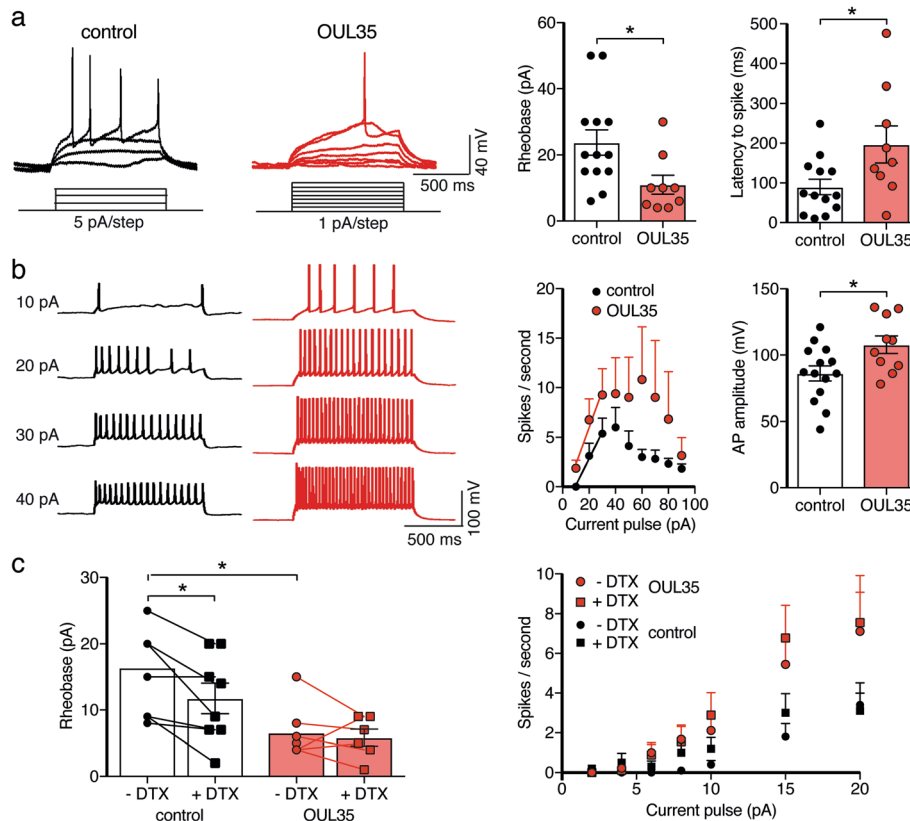 a
control
OUL35
40 mV
500 ms
5 pA/step
1 pA/step
Rheobase (pA)
60
40
20
0
*
control
OUL35
Latency to spike (ms)
500
400
300
200
100
0
*
control
OUL35
b
10 pA
20 pA
30 pA
40 pA
100 mV
500 ms
Spikes / second
20
15
10
5
0
control
OUL35
0 20 40 60 80 100
Current pulse (pA)
AP amplitude (mV)
150
100
50
0
*
control
OUL35
c
Rheobase (pA)
30
20
10
0
*
*
- DTX + DTX - DTX + DTX
control OUL35
Spikes / second
10
8
6
4
2
0
- DTX
+ DTX
OUL35
- DTX
+ DTX
control
0 5 10 15 20
Current pulse (pA)